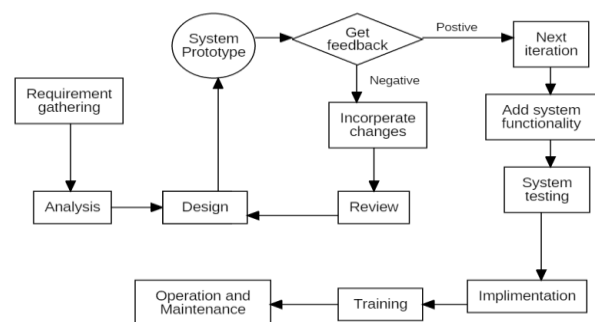 System
Prototype
Get
feedback
Postive
Next
iteration
Negative
Requirement
gathering
Incorperate
changes
Add system
functionality
System
testing
Analysis
Design
Review
Operation and
Maintenance
Training
Implimentation